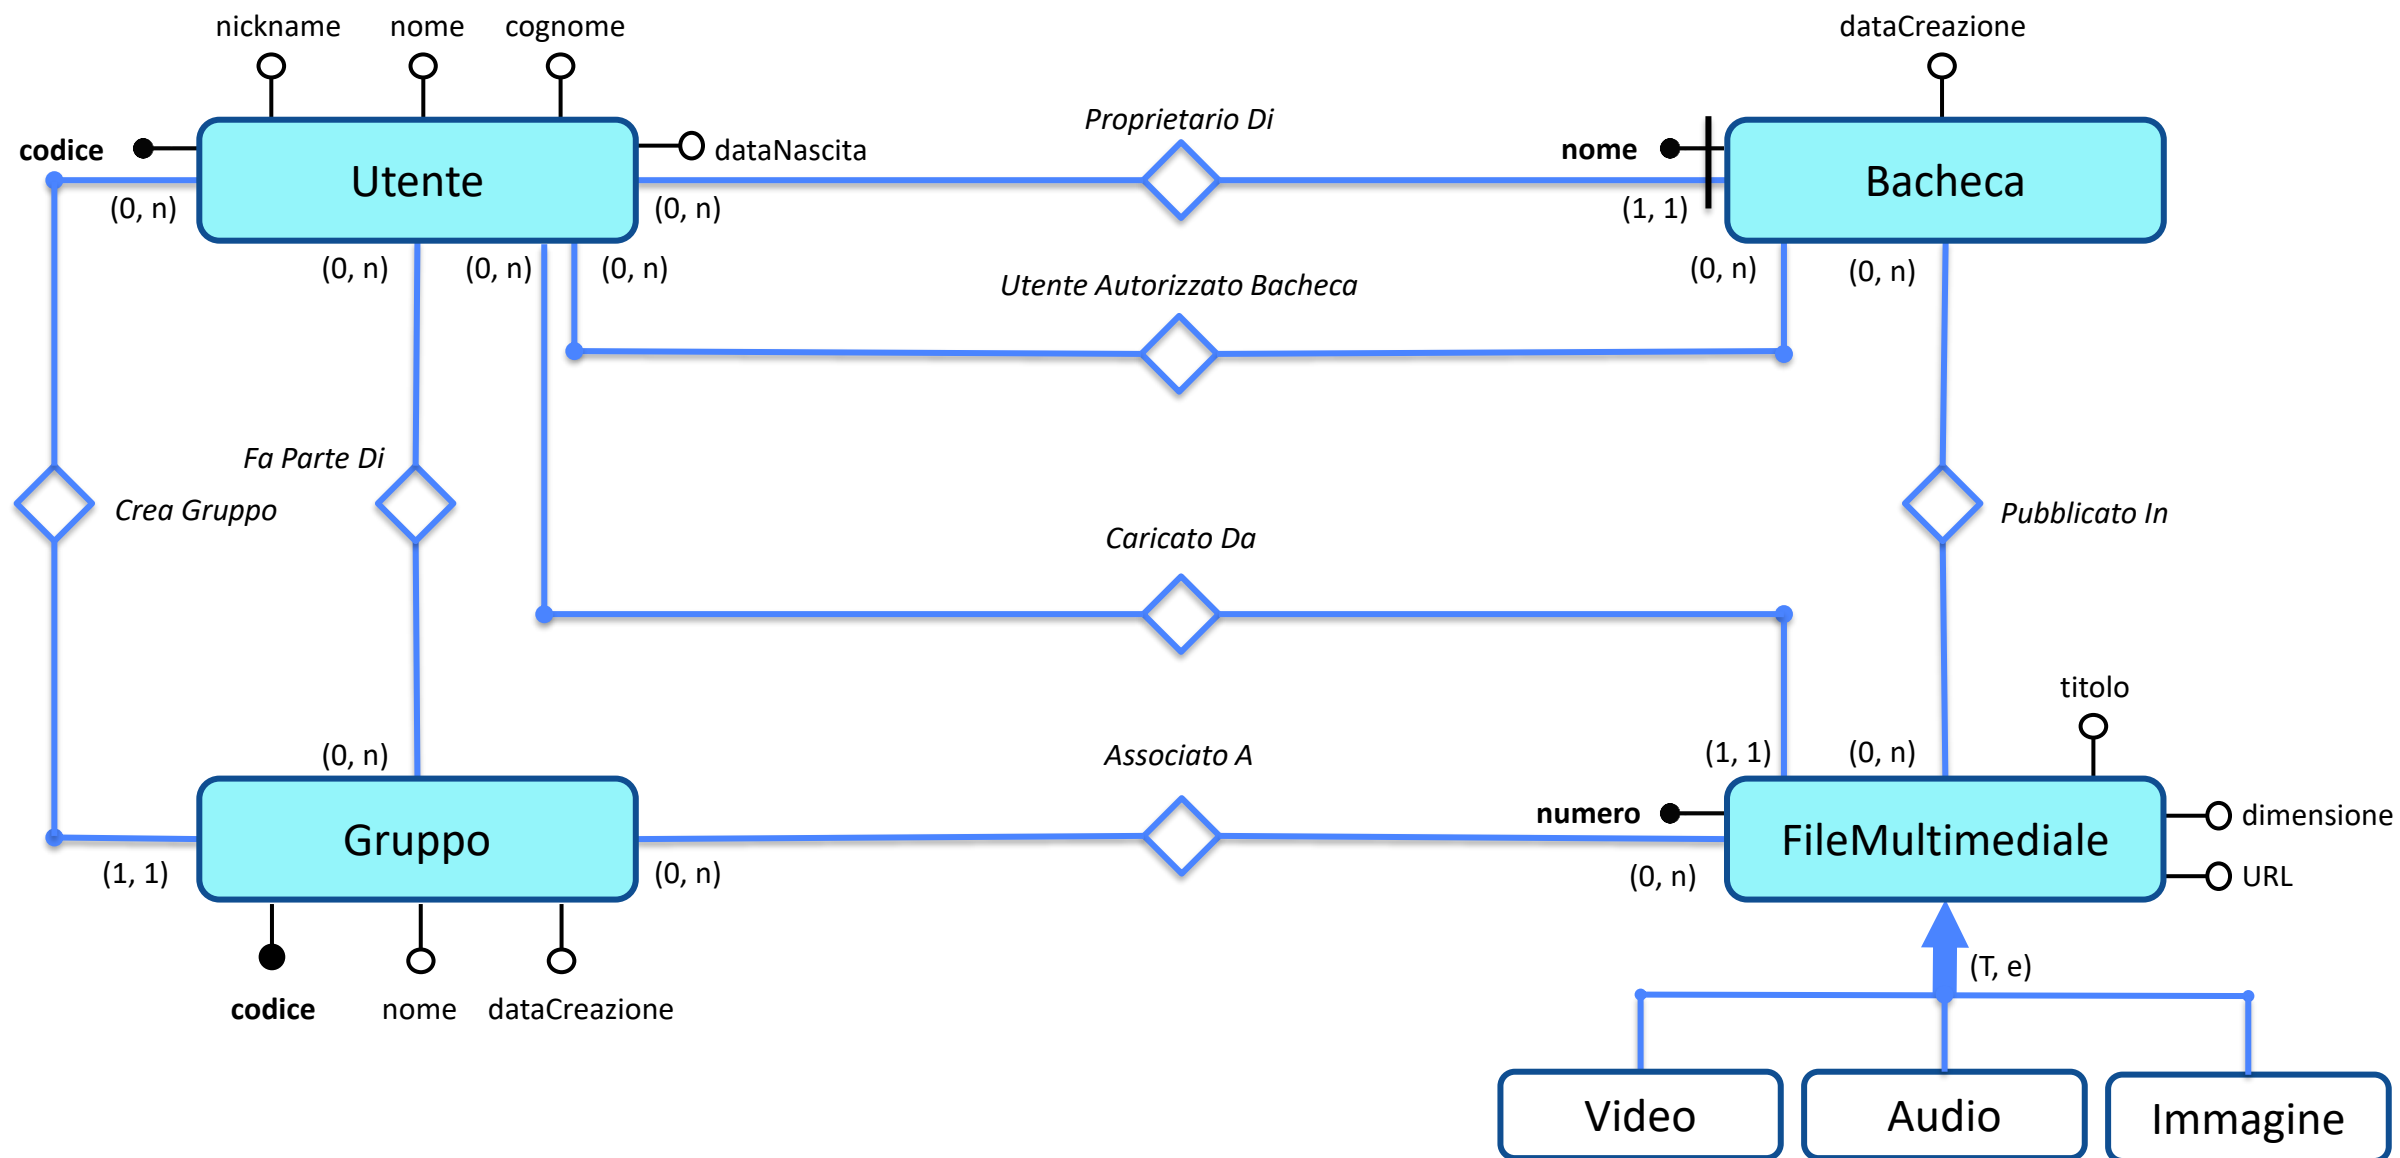 nickname
nome
cognome
dataCreazione
codice
Utente
dataNascita
Proprietario Di
nome
Bacheca
(0, n)
(0, n)
(1, 1)
(0, n)
(0, n)
(0, n)
Utente Autorizzato Bacheca
(0, n)
(0, n)
Fa Parte Di
Crea Gruppo
Caricato Da
Pubblicato In
titolo
(0, n)
Associato A
(1, 1)
(0, n)
numero
dimensione
Gruppo
FileMultimediale
(1, 1)
(0, n)
(0, n)
URL
(T, e)
codice
nome
dataCreazione
Video
Audio
Immagine